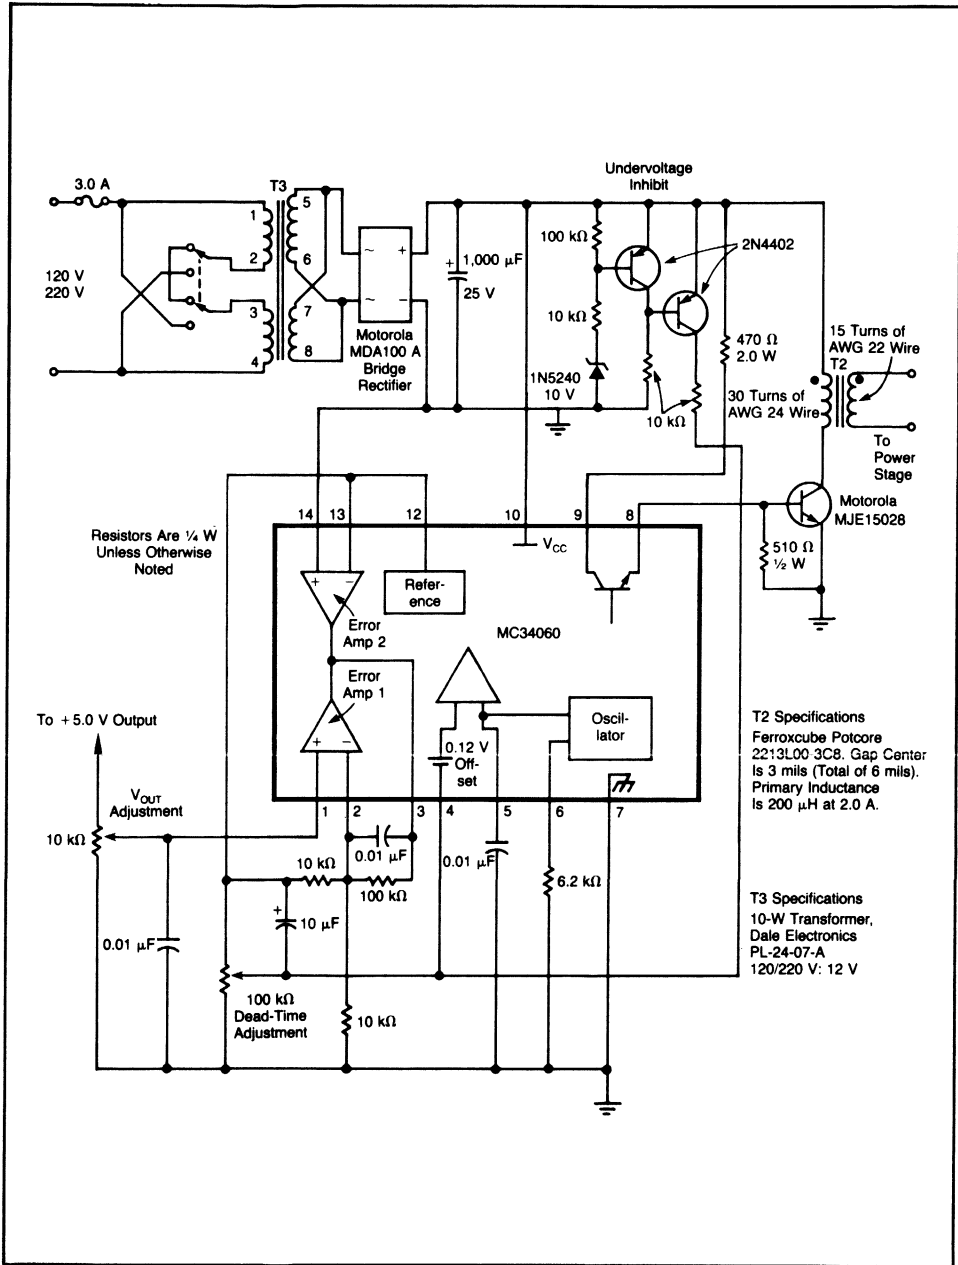 Undervoltage
Inhibit
3.0 A
T3
1
2
3
4
5
6
7
8
120 V
220 V
~
+
~
−
Motorola
MDA100 A
Bridge
Rectifier
+
1,000 μF
25 V
100 kΩ
10 kΩ
1N5240
10 V
2N4402
10 kΩ
470 Ω
2.0 W
15 Turns of
AWG 22 Wire
T2
30 Turns of
AWG 24 Wire
To
Power
Stage
Motorola
MJE15028
510 Ω
½ W
Resistors Are ¼ W
Unless Otherwise
Noted
14
13
12
10
9
8
VCC
+
−
Refer-
ence
Error
Amp 2
MC34060
Error
Amp 1
+
−
0.12 V
Off-
set
Oscil-
lator
1
2
3
4
5
6
7
To +5.0 V Output
VOUT
Adjustment
10 kΩ
0.01 μF
10 kΩ
0.01 μF
100 kΩ
+
10 μF
100 kΩ
Dead-Time
Adjustment
10 kΩ
0.01 μF
6.2 kΩ
T2 Specifications
Ferroxcube Potcore
2213L00 3C8. Gap Center
Is 3 mils (Total of 6 mils).
Primary Inductance
Is 200 μH at 2.0 A.
T3 Specifications
10-W Transformer,
Dale Electronics
PL-24-07-A
120/220 V: 12 V